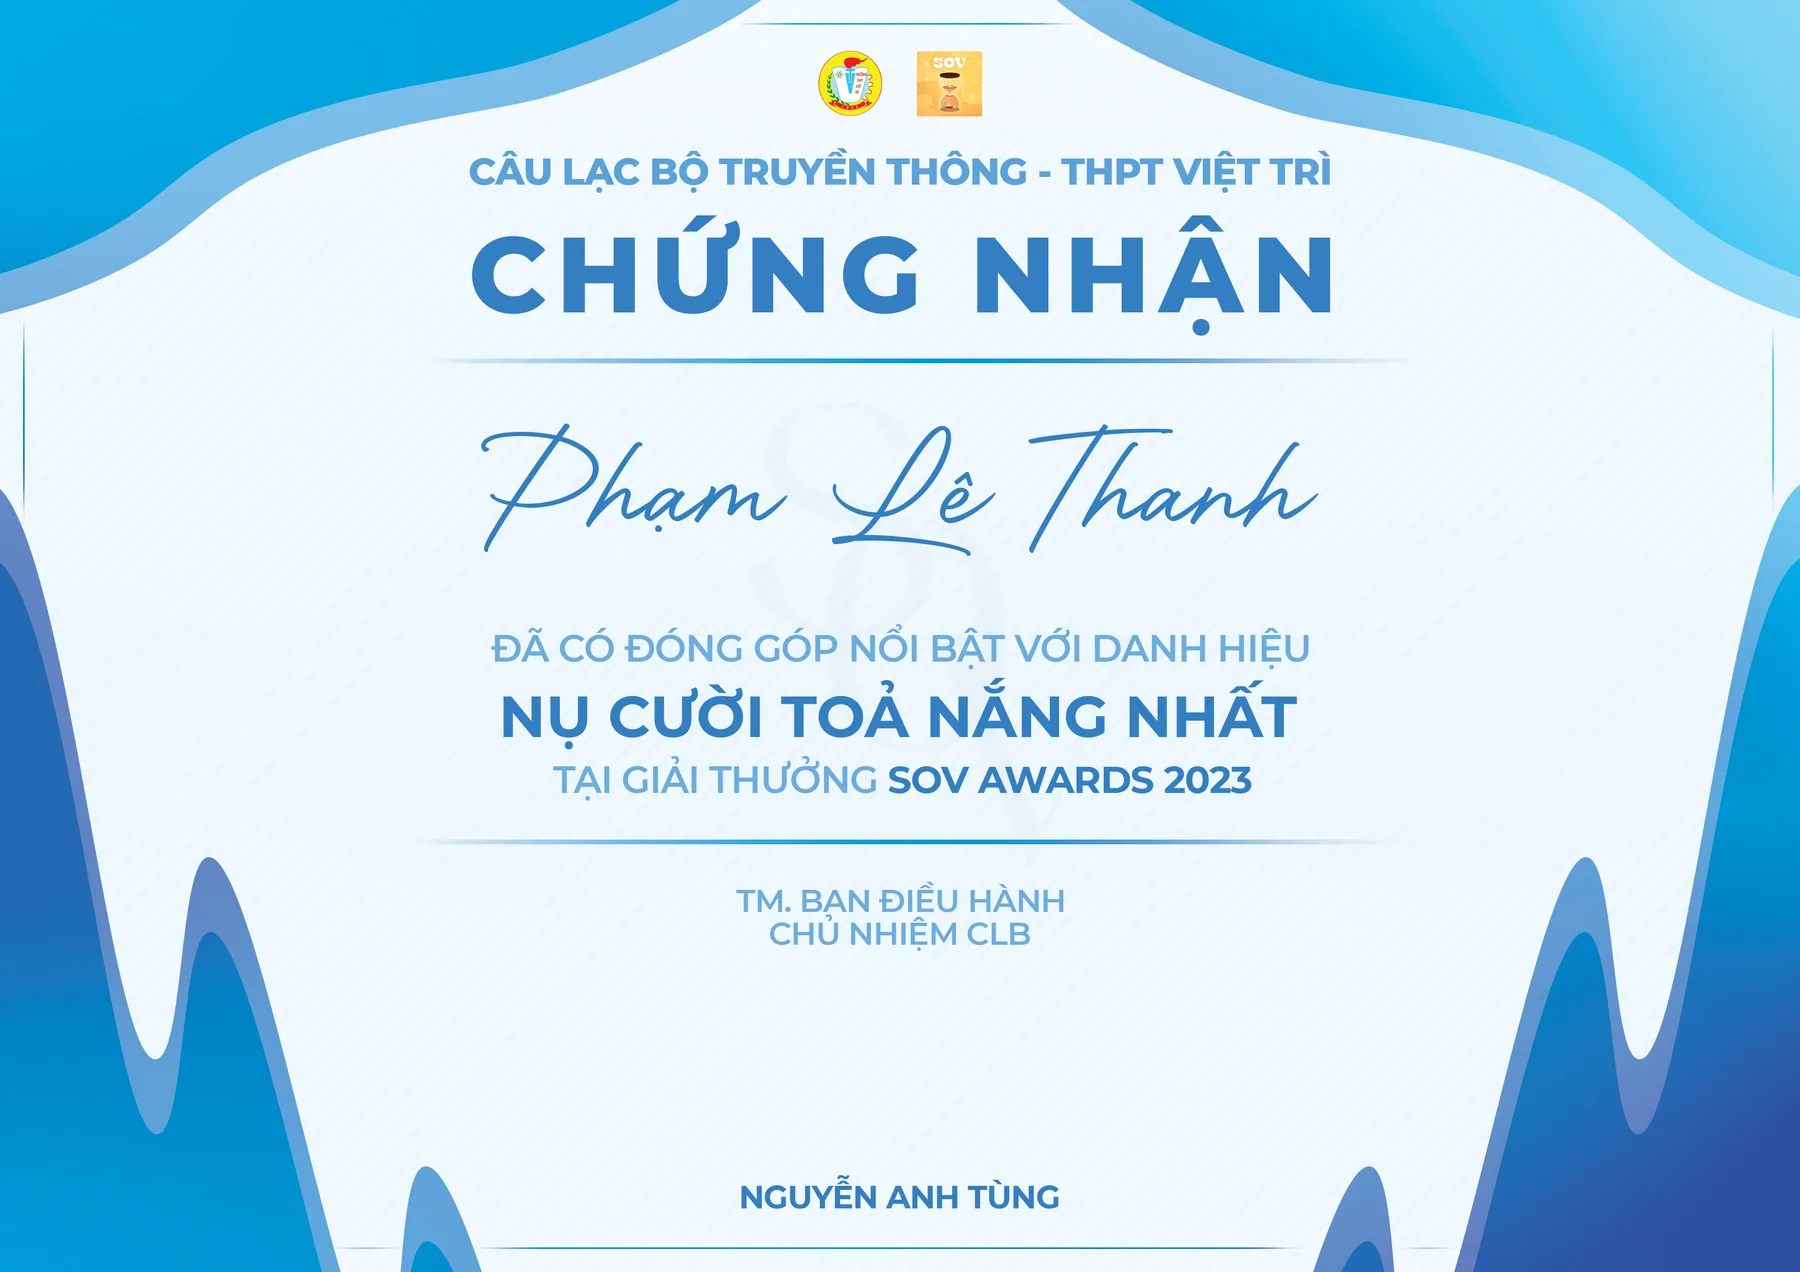 SOV
CÂU LẠC BỘ TRUYỀN THÔNG - THPT VIỆT TRÌ
CHỨNG NHẬN
Phạm Lê Thanh
ĐÃ CÓ ĐÓNG GÓP NỔI BẬT VỚI DANH HIỆU
NỤ CƯỜI TOẢ NẮNG NHẤT
TẠI GIẢI THƯỞNG SOV AWARDS 2023
TM. BAN ĐIỀU HÀNH
CHỦ NHIỆM CLB
NGUYỄN ANH TÙNG